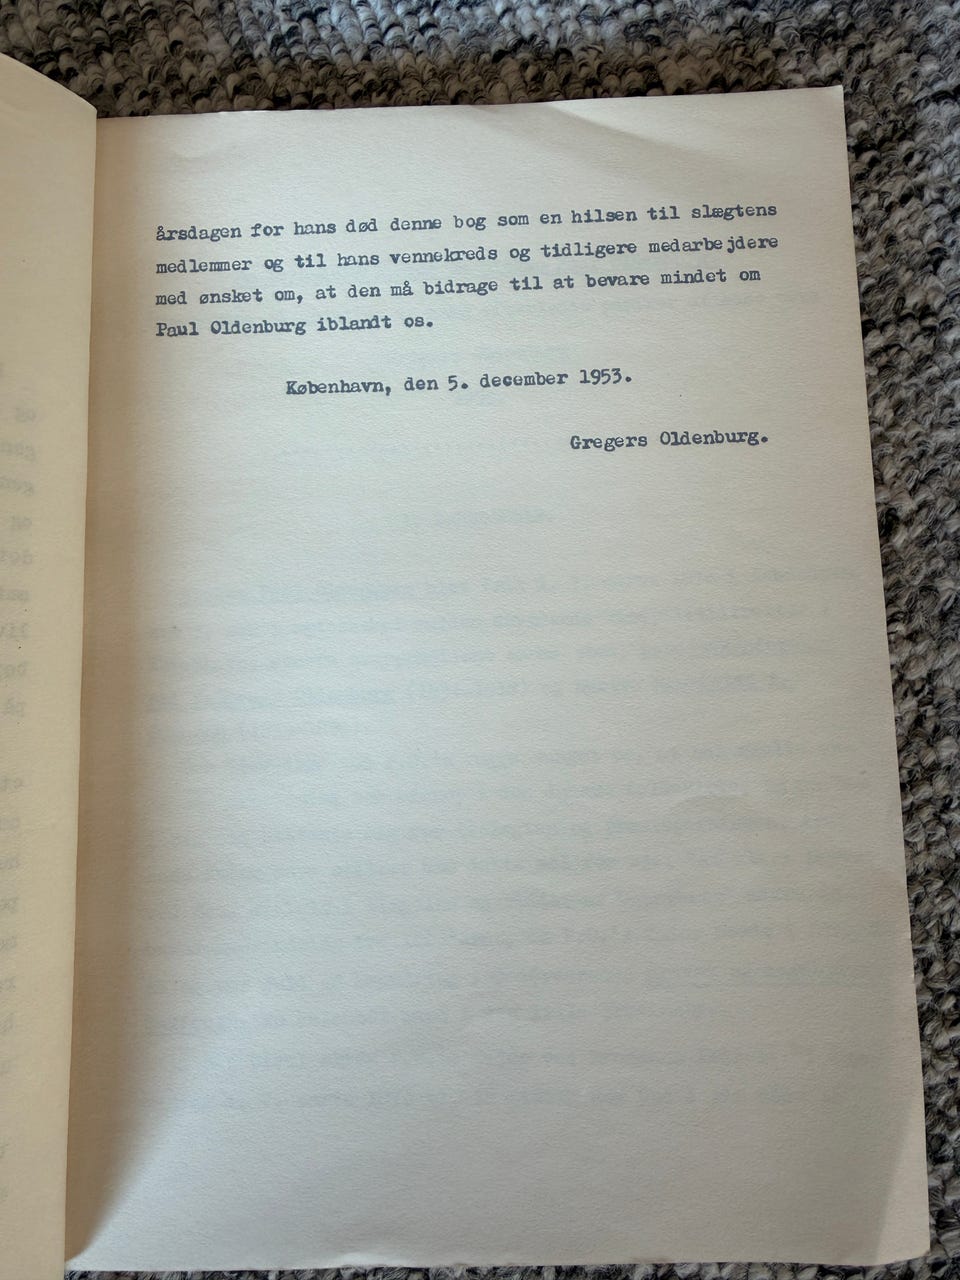 årsdagen for hans død denne bog som en hilsen til slægtens
medlemmer og til hans vennekreds og tidligere medarbejdere
med ønsket om, at den må bidrage til at bevare mindet om
Paul Oldenburg iblandt os.
København, den 5. december 1953.
Gregers Oldenburg.